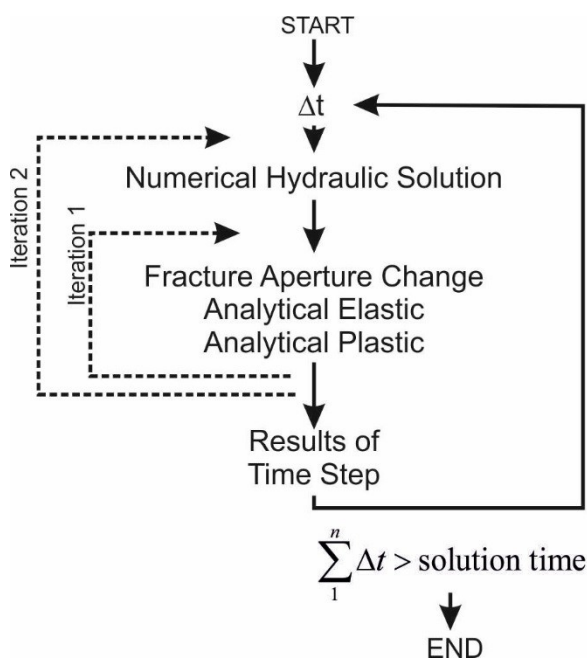 START
Δt
Numerical Hydraulic Solution
Iteration 2
Iteration 1
Fracture Aperture Change
Analytical Elastic
Analytical Plastic
Results of
Time Step
n
∑ Δt > solution time
1
END